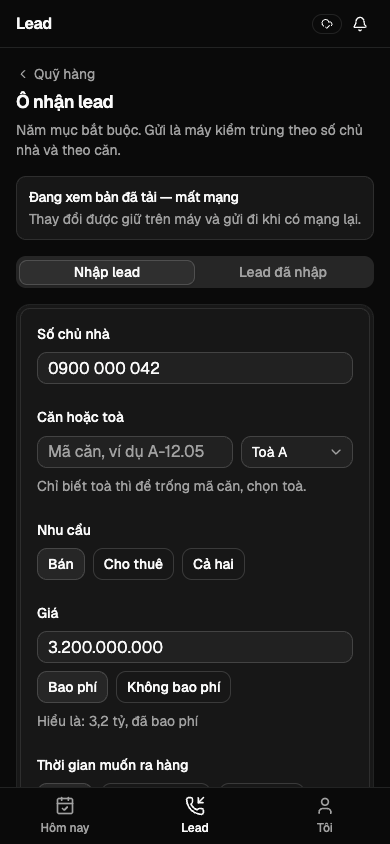 Lead
Quỹ hàng
Ô nhận lead
Năm mục bắt buộc. Gửi là máy kiểm trùng theo số chủ
nhà và theo căn.
Đang xem bản đã tải — mất mạng
Thay đổi được giữ trên máy và gửi đi khi có mạng lại.
Nhập lead
Lead đã nhập
Số chủ nhà
0900 000 042
Căn hoặc toà
Mã căn, ví dụ A-12.05
Toà A
Chỉ biết toà thì để trống mã căn, chọn toà.
Nhu cầu
Bán
Cho thuê
Cả hai
Giá
3.200.000.000
Bao phí
Không bao phí
Hiểu là: 3,2 tỷ, đã bao phí
Thời gian muốn ra hàng
Hôm nay
Lead
Tôi